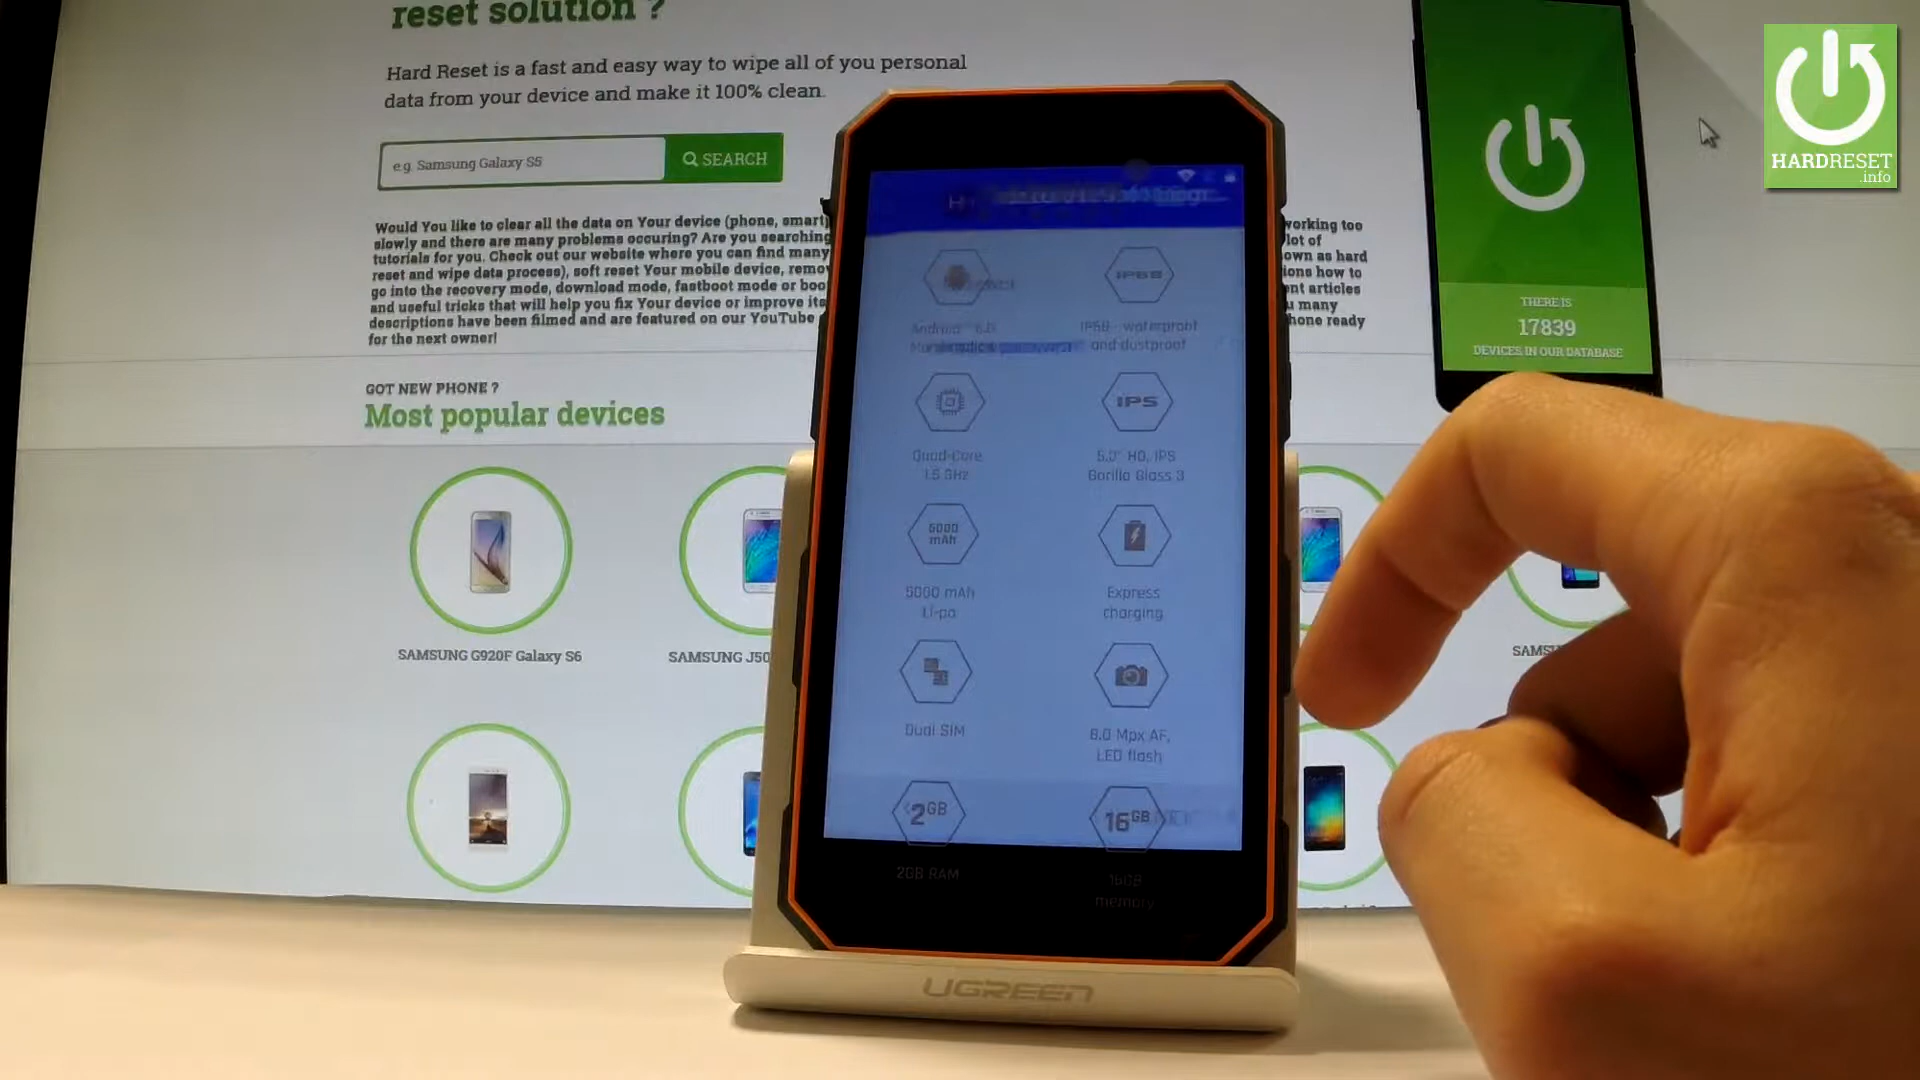 reset solution ?
Hard Reset is a fast and easy way to wipe all of you personal
data from your device and make it 100% clean.
e.g. Samsung Galaxy S5
SEARCH
Would You like to clear all the data on Your device (phone, smart
slowly and there are many problems occuring? Are you searching
tutorials for you. Check out our website where you can find many
reset and wipe data process), soft reset Your mobile device, remo
go into the recovery mode, download mode, fastboot mode or boo
and useful tricks that will help you fix Your device or improve its
descriptions have been filmed and are featured on our YouTube
for the next owner!
working too
lot of
own as hard
ions how to
ent articles
u many
hone ready
GOT NEW PHONE ?
Most popular devices
SAMSUNG G920F Galaxy S6
SAMSUNG J50
SAMS
THERE IS
17839
DEVICES IN OUR DATABASE
HARDRESET
.info
IP68
Android 6.0
IP68 - waterproof
and dustproof
IPS
Quad-Core
1.5 GHz
5.0" HD, IPS
Gorilla Glass 3
5000
mAh
5000 mAh
Li-po
Express
charging
Dual SIM
8.0 Mpx AF,
LED flash
2GB
16GB
2GB RAM
16GB
memory
UGREEN